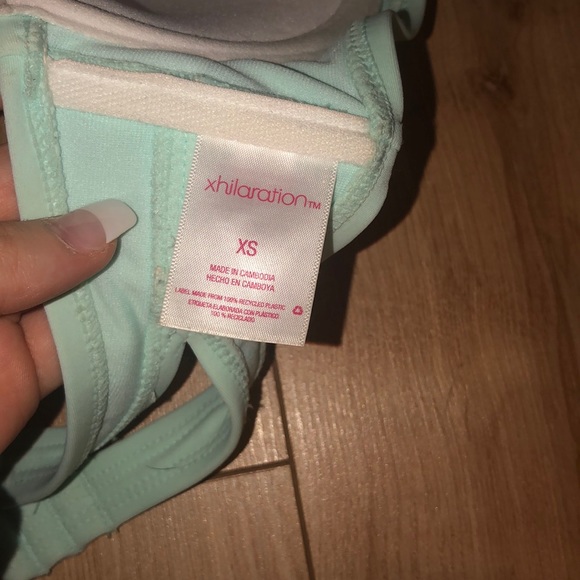 xhilaration™
XS
MADE IN CAMBODIA
HECHO EN CAMBOYA
LABEL MADE FROM 100% RECYCLED PLASTIC
ETIQUETA ELABORADA CON PLASTICO
100 % RECICLADO